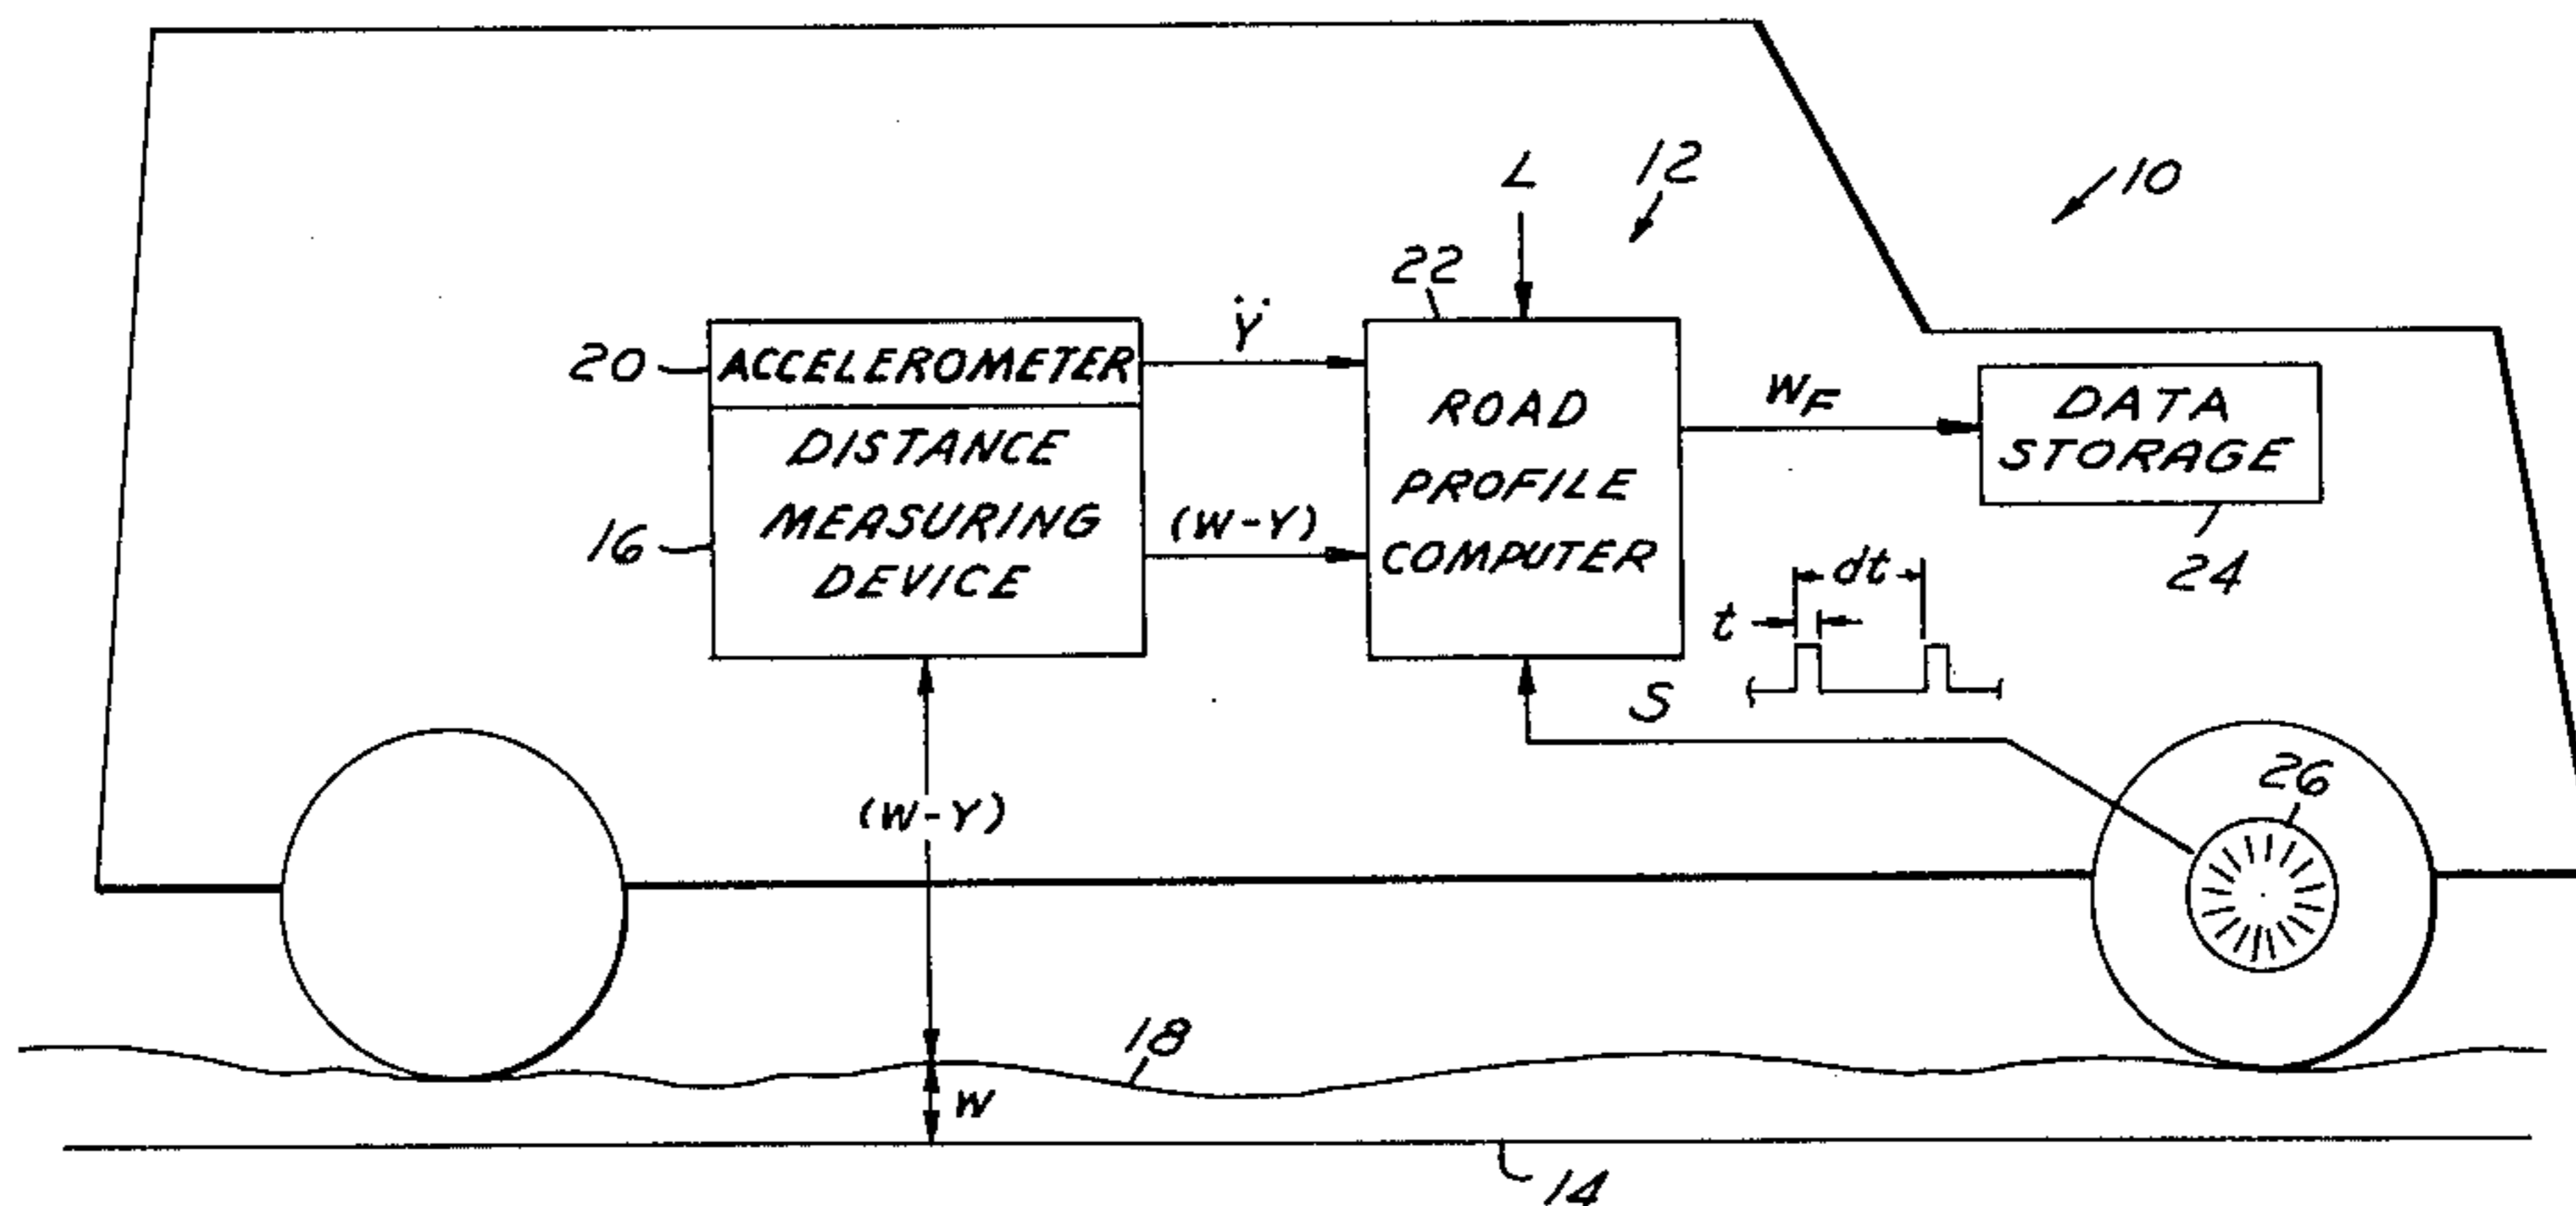 L
12
10
22
Ÿ
20
ACCELEROMETER
ROAD
PROFILE
COMPUTER
W_F
DATA
STORAGE
24
DISTANCE
MEASURING
DEVICE
16
(W-Y)
dt
t
S
(W-Y)
26
18
W
14